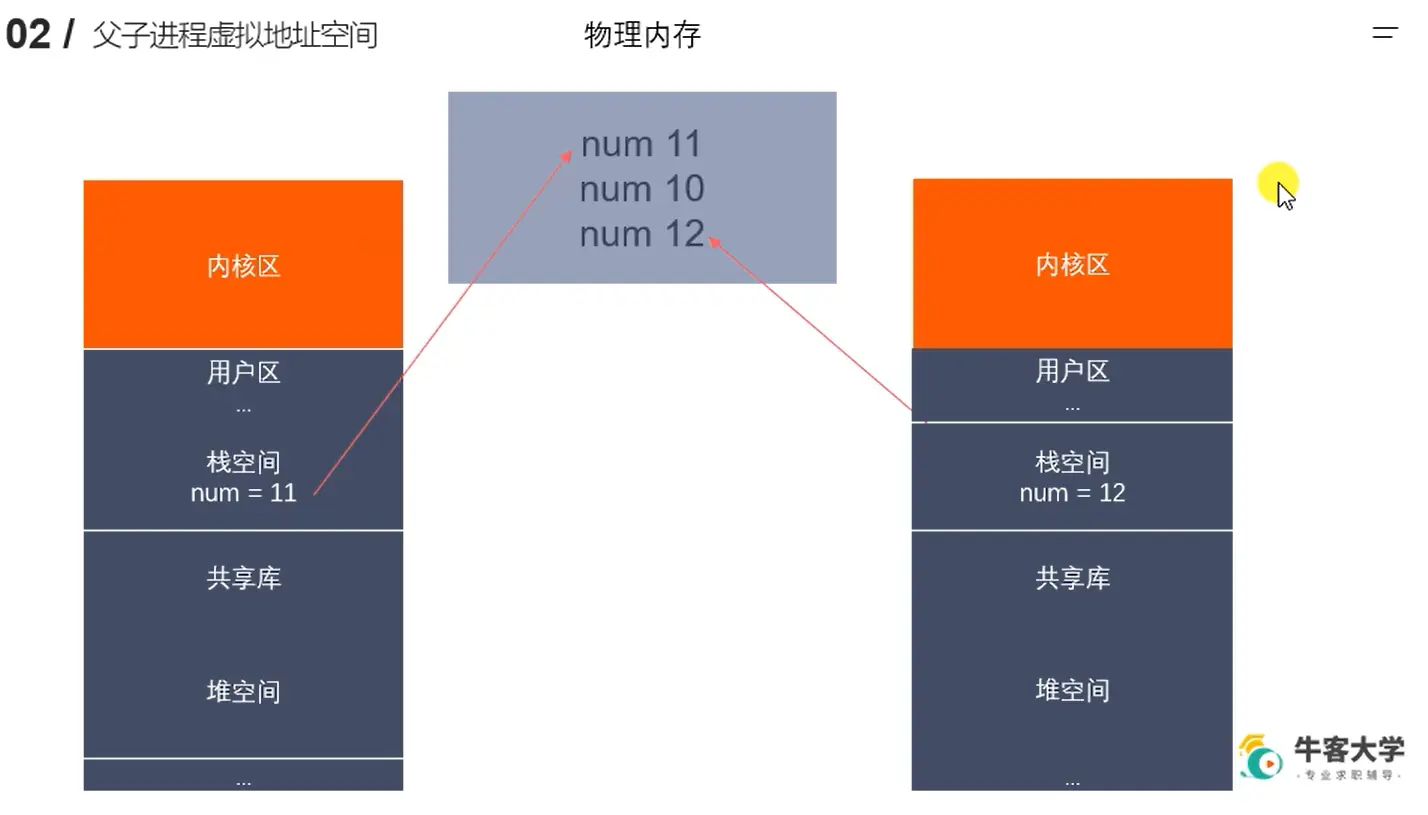 02 / 父子进程虚拟地址空间
物理内存
num 11
num 10
num 12
内核区
用户区
...
栈空间
num = 11
共享库
堆空间
...
内核区
用户区
...
栈空间
num = 12
共享库
堆空间
...
牛客大学
·专业求职辅导·